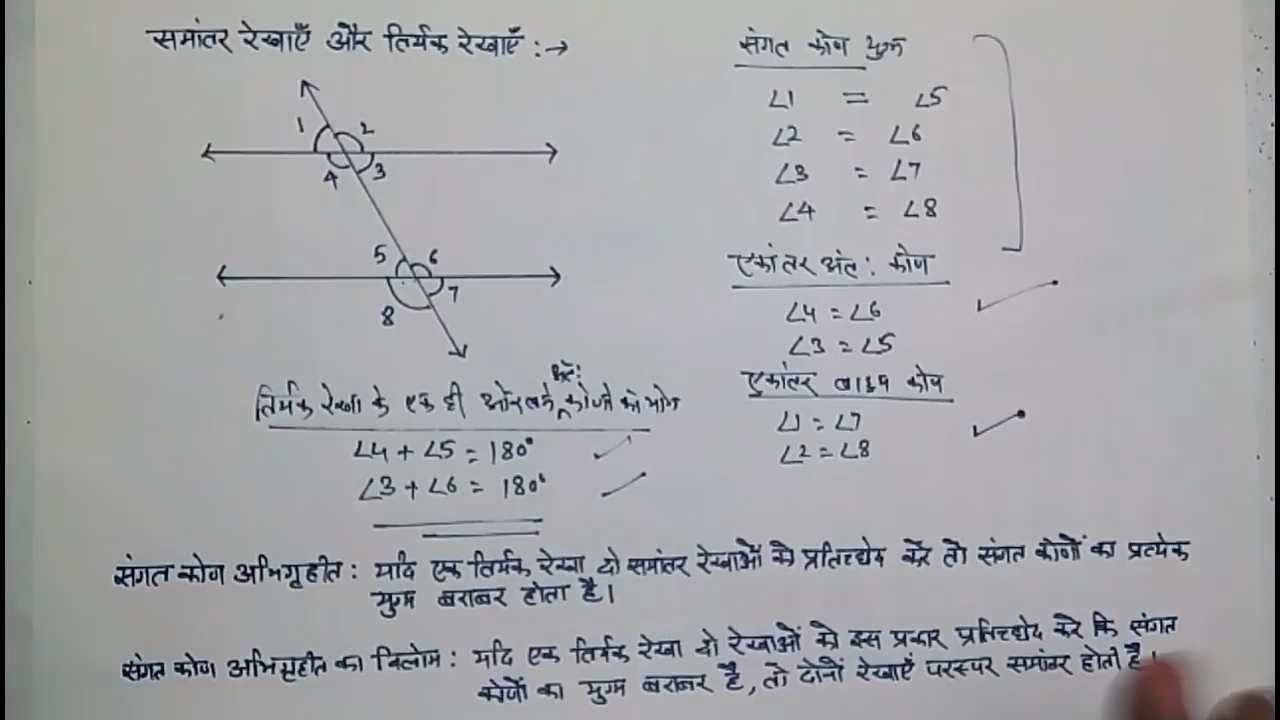 समांतर रेखाएँ और तिर्यक रेखाएँ :→
1 2
4 3
5 6
8 7
संगत कोण युग्म
∠1 = ∠5
∠2 = ∠6
∠3 = ∠7
∠4 = ∠8
एकांतर अंत: कोण
∠4 = ∠6
∠3 = ∠5
एकांतर बाह्य कोण
∠1 = ∠7
∠2 = ∠8
तिर्यक रेखा के एक ही ओर के कोणों का योग
∠4 + ∠5 = 180°
∠3 + ∠6 = 180°
संगत कोण अभिगृहीत : यदि एक तिर्यक रेखा दो समांतर रेखाओं को प्रतिच्छेद करे तो संगत कोणों का प्रत्येक
युग्म बराबर होता है।
संगत कोण अभिगृहीत का विलोम : यदि एक तिर्यक रेखा दो रेखाओं को इस प्रकार प्रतिच्छेद करे कि संगत
कोणों का युग्म बराबर है, तो दोनों रेखाएँ परस्पर समांतर होती है।